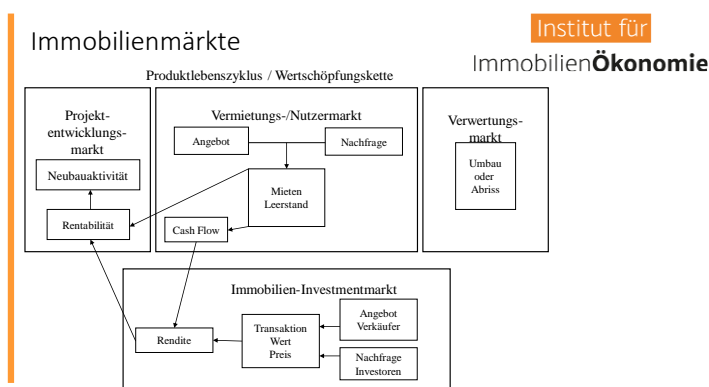 Immobilienmärkte
Institut für
ImmobilienÖkonomie
Produktlebenszyklus / Wertschöpfungskette
Projekt-
entwicklungs-
markt
Neubauaktivität
Rentabilität
Vermietungs-/Nutzermarkt
Angebot
Nachfrage
Mieten
Leerstand
Cash Flow
Verwertungs-
markt
Umbau
oder
Abriss
Immobilien-Investmentmarkt
Rendite
Transaktion
Wert
Preis
Angebot
Verkäufer
Nachfrage
Investoren